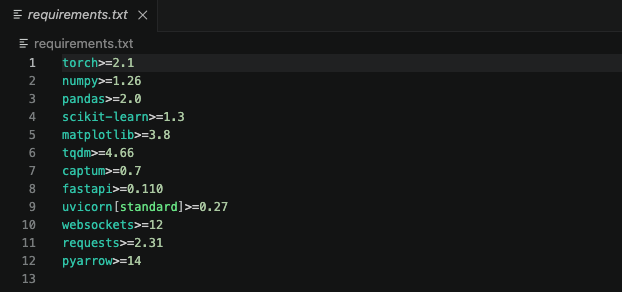 requirements.txt
requirements.txt
1 torch>=2.1
2 numpy>=1.26
3 pandas>=2.0
4 scikit-learn>=1.3
5 matplotlib>=3.8
6 tqdm>=4.66
7 captum>=0.7
8 fastapi>=0.110
9 uvicorn[standard]>=0.27
10 websockets>=12
11 requests>=2.31
12 pyarrow>=14
13